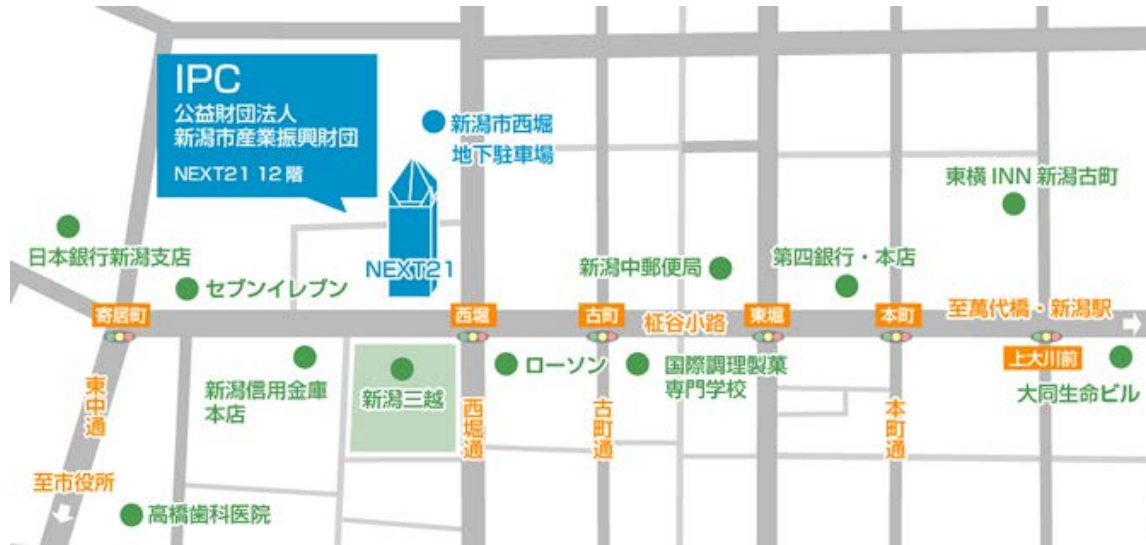 IPC
公益財団法人
新潟市産業振興財団
NEXT21 12階
新潟市西堀
地下駐車場
東横INN 新潟古町
日本銀行新潟支店
セブンイレブン
NEXT21
新潟中郵便局
第四銀行・本店
寄居町
西堀
古町
柾谷小路
東堀
本町
至萬代橋・新潟駅
上大川前
新潟信用金庫
本店
新潟三越
ローソン
国際調理製菓
専門学校
大同生命ビル
東中通
西堀通
古町通
本町通
至市役所
高橋歯科医院